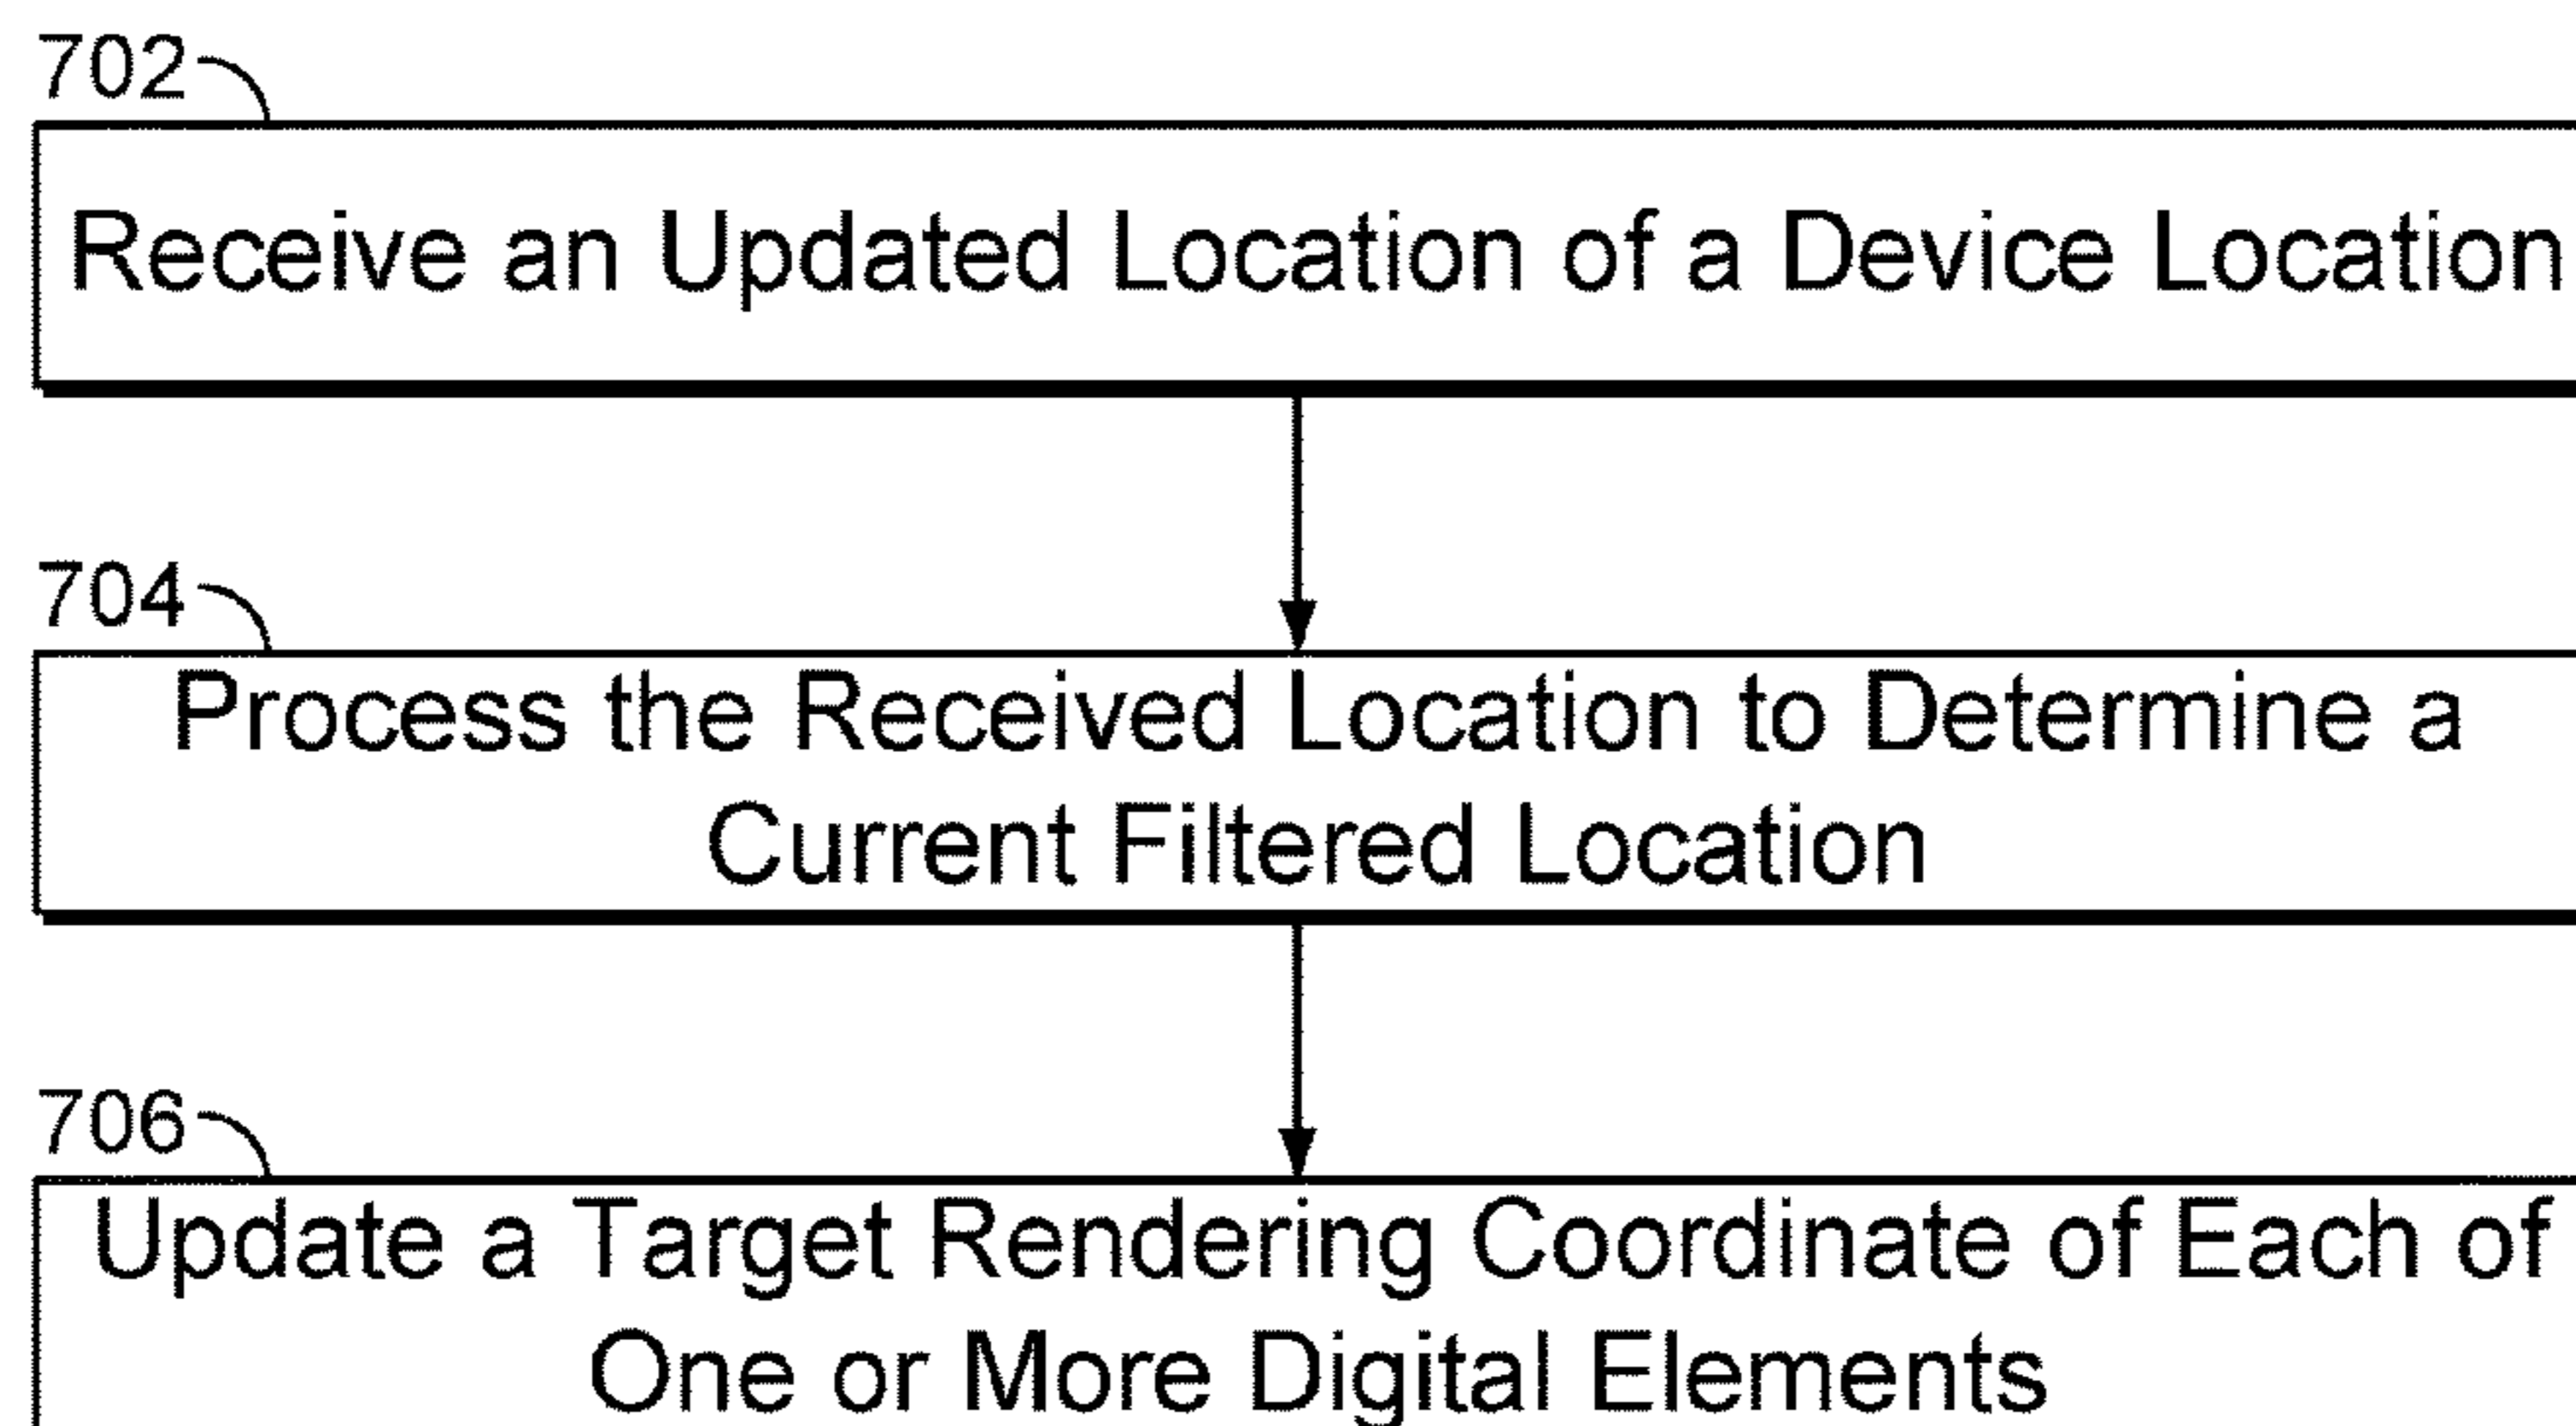 702
Receive an Updated Location of a Device Location
704
Process the Received Location to Determine a
Current Filtered Location
706
Update a Target Rendering Coordinate of Each of
One or More Digital Elements